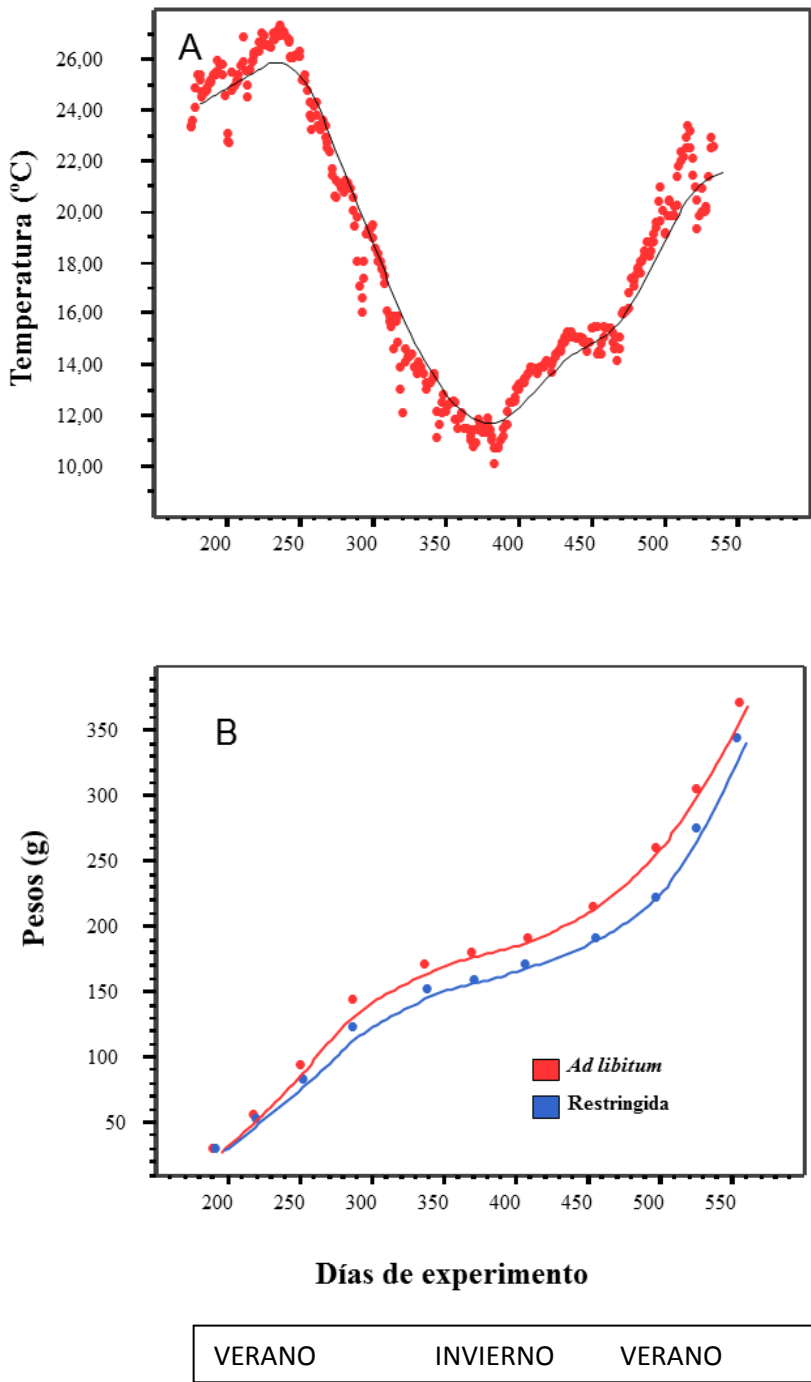 A
Temperatura (ºC)
26,00
24,00
22,00
20,00
18,00
16,00
14,00
12,00
10,00
200 250 300 350 400 450 500 550
B
Pesos (g)
350
300
250
200
150
100
50
Ad libitum
Restringida
200 250 300 350 400 450 500 550
Días de experimento
VERANO INVIERNO VERANO